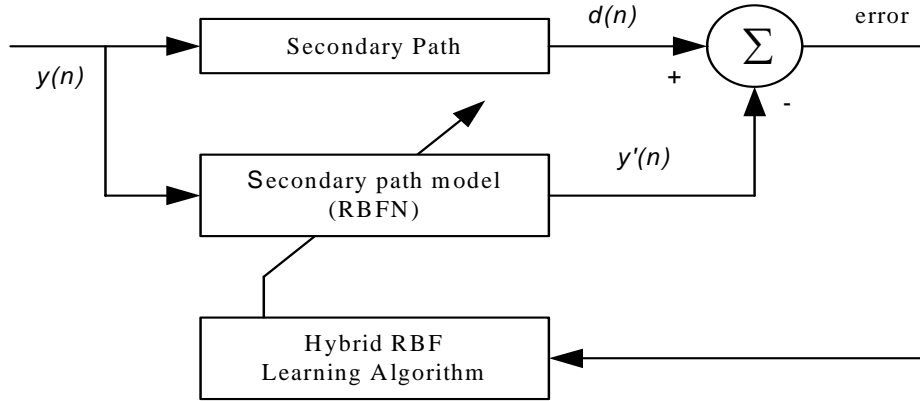 d(n)
error
Secondary Path
Σ
y(n)
+
-
y'(n)
Secondary path model
(RBFN)
Hybrid RBF
Learning Algorithm